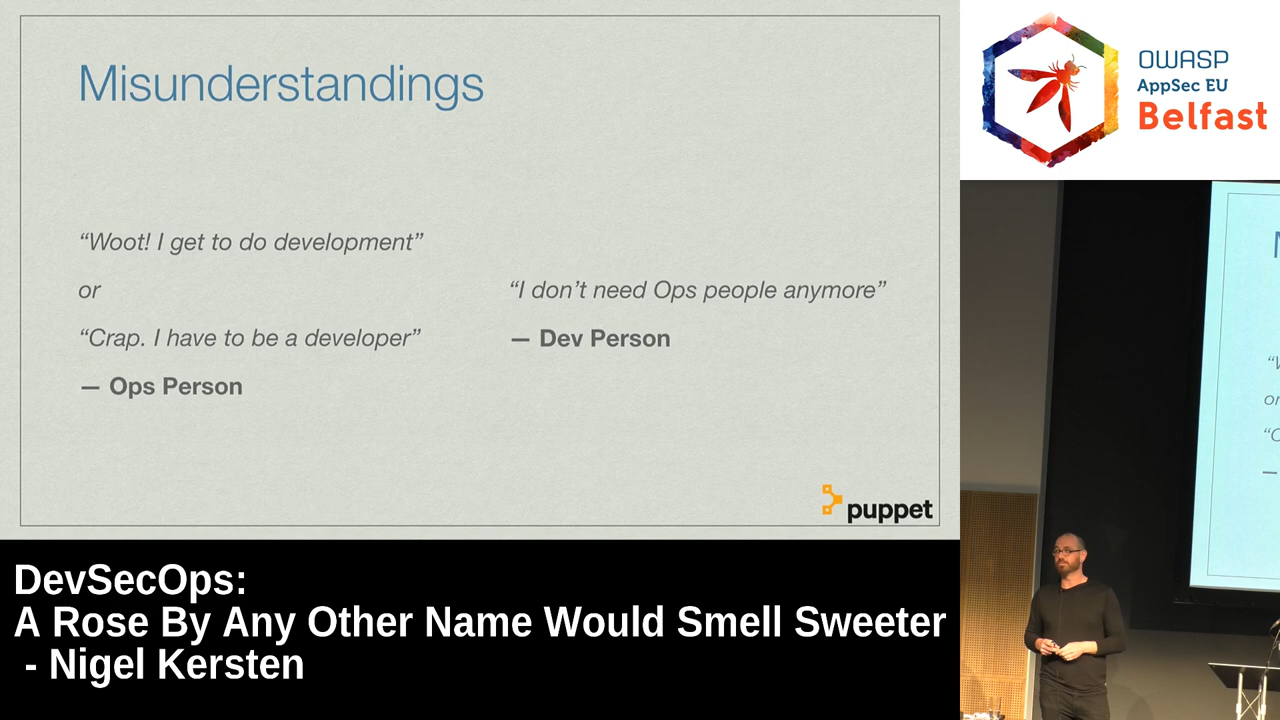 Misunderstandings
“Woot! I get to do development”
or
“Crap. I have to be a developer”
— Ops Person
“I don’t need Ops people anymore”
— Dev Person
puppet
OWASP
AppSec EU
Belfast
or
DevSecOps:
A Rose By Any Other Name Would Smell Sweeter
- Nigel Kersten